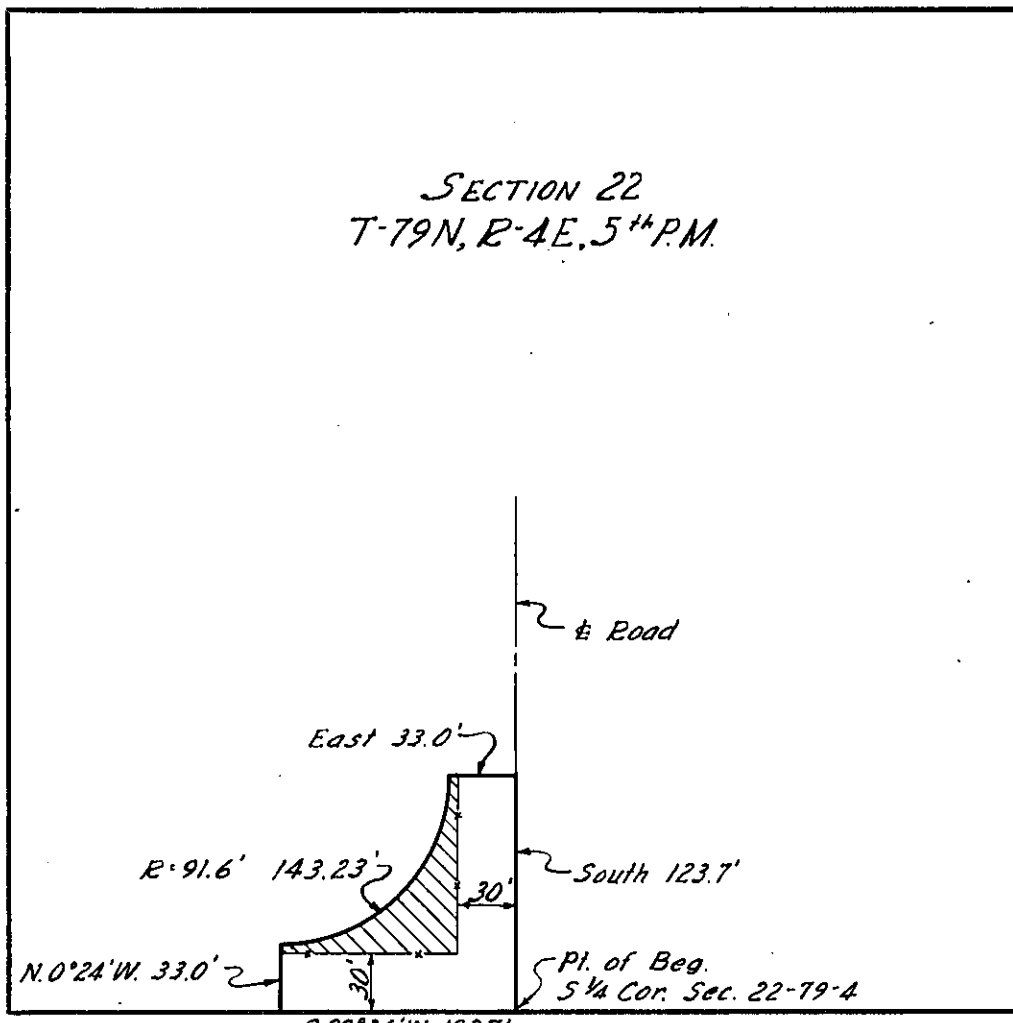 SECTION 22
T-79N, R-4E, 5th P.M.
℄ Road
East 33.0'
R=91.6' 143.23'
South 123.7'
30'
N.0°24'W. 33.0'
30'
Pt. of Beg.
S 1/4 Cor. Sec. 22-79-4